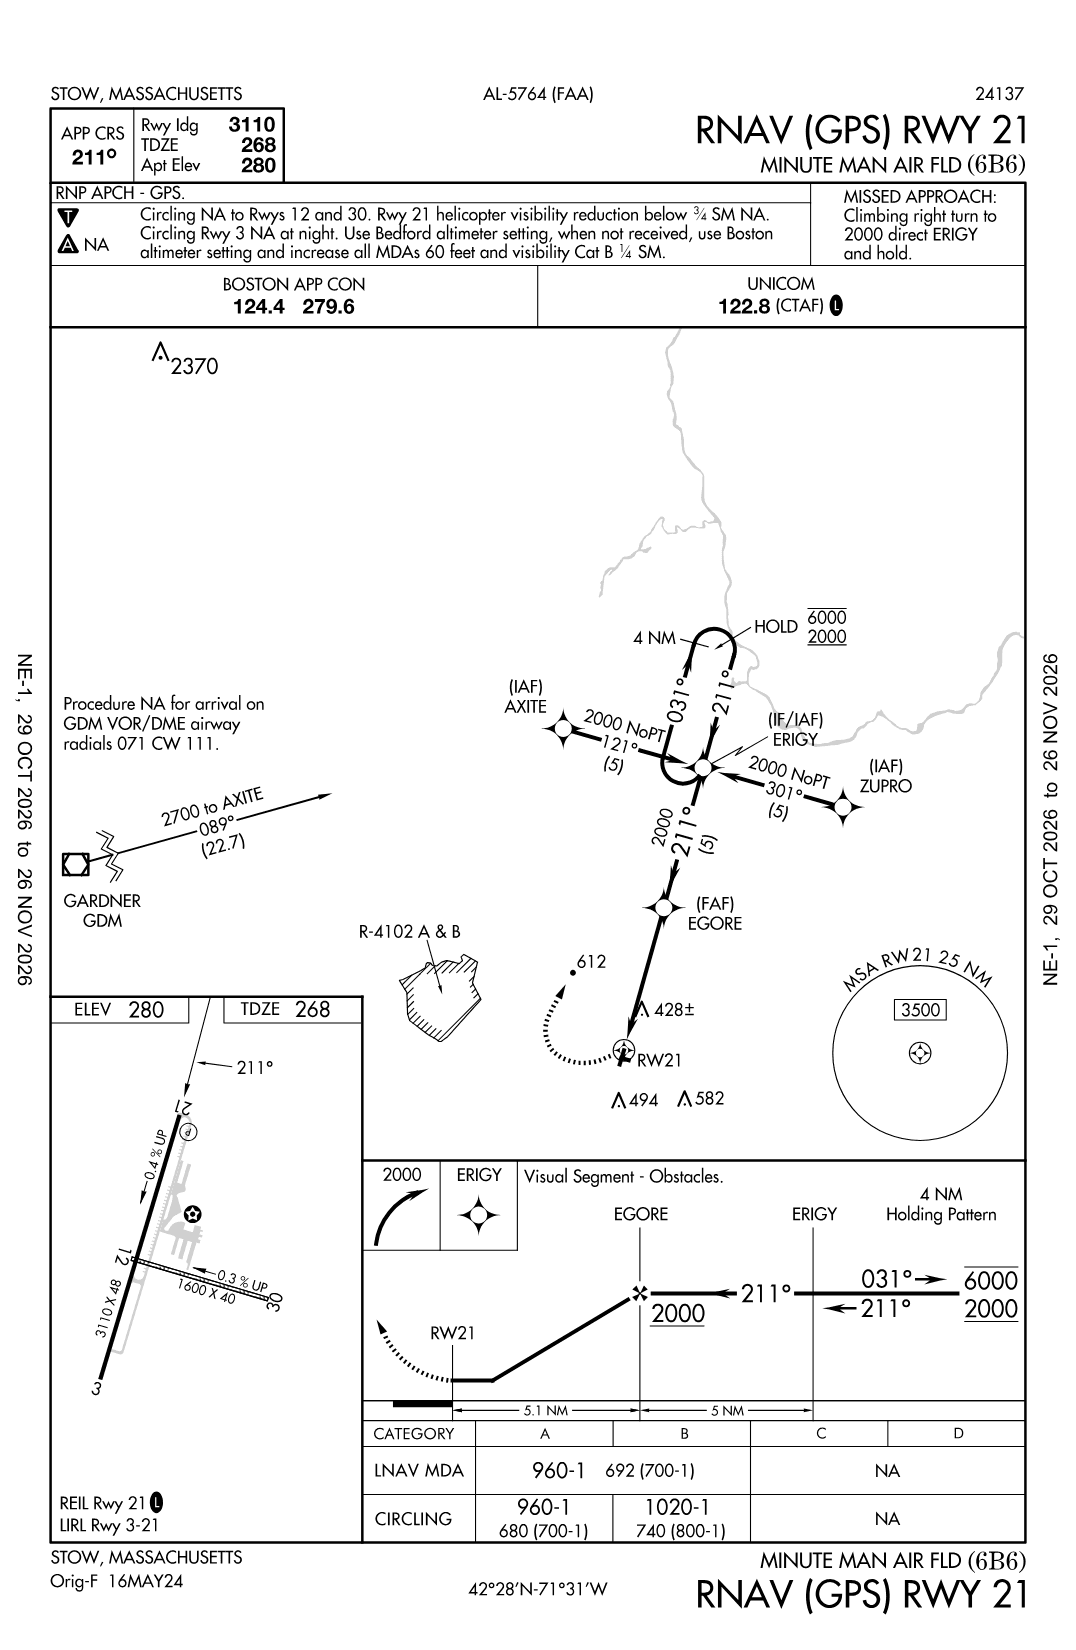 STOW, MASSACHUSETTS
AL-5764 (FAA)
24137
APP CRS
211°
Rwy ldg 3110
TDZE 268
Apt Elev 280
RNAV (GPS) RWY 21
MINUTE MAN AIR FLD (6B6)
RNP APCH - GPS.
T
A NA
Circling NA to Rwys 12 and 30. Rwy 21 helicopter visibility reduction below ¾ SM NA.
Circling Rwy 3 NA at night. Use Bedford altimeter setting, when not received, use Boston
altimeter setting and increase all MDAs 60 feet and visibility Cat B ¼ SM.
MISSED APPROACH:
Climbing right turn to
2000 direct ERIGY
and hold.
BOSTON APP CON
124.4 279.6
UNICOM
122.8 (CTAF) L
2370
HOLD
6000
2000
4 NM
031°
211°
(IAF)
AXITE
2000 NoPT
121°
(5)
(IF/IAF)
ERIGY
2000 NoPT
301°
(5)
(IAF)
ZUPRO
Procedure NA for arrival on
GDM VOR/DME airway
radials 071 CW 111.
2700 to AXITE
089°
(22.7)
GARDNER
GDM
2000
211°
(5)
(FAF)
EGORE
R-4102 A & B
612
428±
RW21
494
582
MSA RW21 25 NM
3500
ELEV 280
TDZE 268
211°
21
P
0.4 % UP
12
0.3 % UP
1600 X 40
30
3110 X 48
3
REIL Rwy 21 L
LIRL Rwy 3-21
2000
ERIGY
Visual Segment - Obstacles.
EGORE
ERIGY
4 NM
Holding Pattern
031°
211°
211°
6000
2000
2000
RW21
5.1 NM
5 NM
CATEGORY A B C D
LNAV MDA 960-1 692 (700-1) NA
CIRCLING 960-1 1020-1 NA
680 (700-1) 740 (800-1)
STOW, MASSACHUSETTS
Orig-F 16MAY24
42°28'N-71°31'W
MINUTE MAN AIR FLD (6B6)
RNAV (GPS) RWY 21
NE-1, 29 OCT 2026 to 26 NOV 2026
NE-1, 29 OCT 2026 to 26 NOV 2026